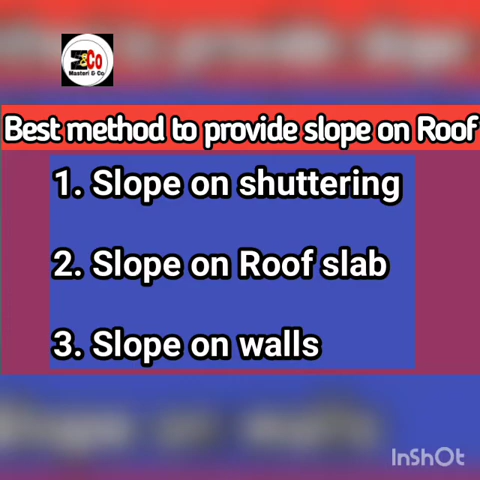 Z&Co
Masteri & Co
Best method to provide slope on Roof
1. Slope on shuttering
2. Slope on Roof slab
3. Slope on walls
InShOt